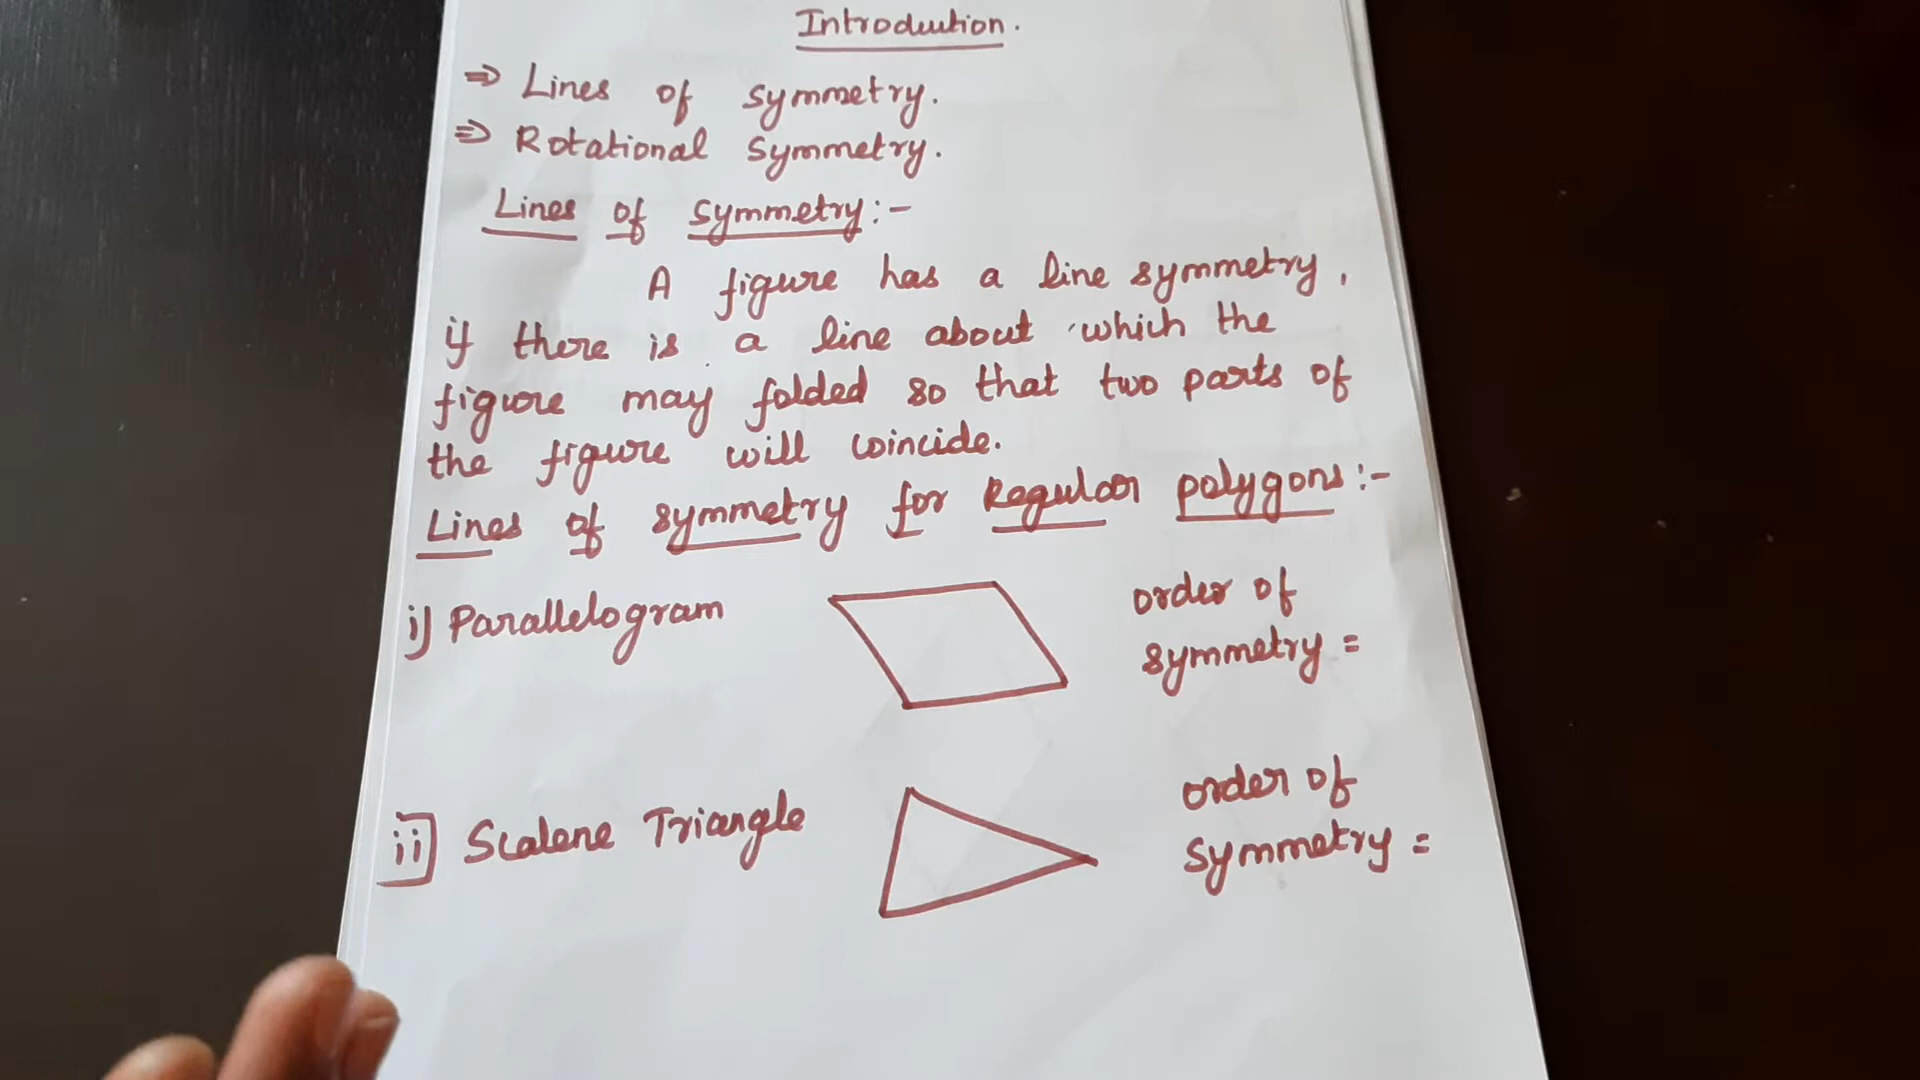 Introduction.
⇒ Lines of symmetry.
⇒ Rotational Symmetry.
Lines of symmetry:-
A figure has a line symmetry,
if there is a line about which the
figure may folded so that two parts of
the figure will coincide.
Lines of symmetry for Regular polygons:-
i) Parallelogram
order of
symmetry =
ii) Scalene Triangle
order of
Symmetry =